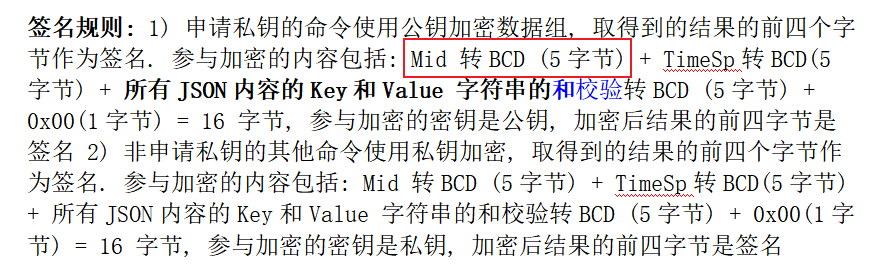 签名规则: 1) 申请私钥的命令使用公钥加密数据组, 取得到的结果的前四个字
节作为签名. 参与加密的内容包括: Mid 转 BCD (5 字节) + TimeSp 转 BCD(5
字节) + 所有 JSON 内容的 Key 和 Value 字符串的和校验转 BCD (5 字节) +
0x00(1 字节) = 16 字节, 参与加密的密钥是公钥, 加密后结果的前四字节是
签名 2) 非申请私钥的其他命令使用私钥加密, 取得到的结果的前四个字节作
为签名. 参与加密的内容包括: Mid 转 BCD (5 字节) + TimeSp 转 BCD(5 字节)
+ 所有 JSON 内容的 Key 和 Value 字符串的和校验转 BCD (5 字节) + 0x00(1 字
节) = 16 字节, 参与加密的密钥是私钥, 加密后结果的前四字节是签名